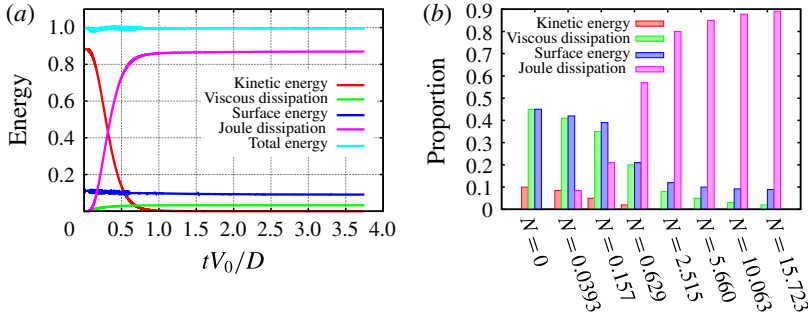 (a)
1.0
0.8
0.6
0.4
0.2
0
0.5
1.0
1.5
2.0
2.5
3.0
3.5
4.0
Energy
tV0/D
Kinetic energy
Viscous dissipation
Surface energy
Joule dissipation
Total energy
(b)
0.9
0.8
0.7
0.6
0.5
0.4
0.3
0.2
0.1
0
Proportion
Kinetic energy
Viscous dissipation
Surface energy
Joule dissipation
N = 0
N = 0.0393
N = 0.157
N = 0.629
N = 2.515
N = 5.660
N = 10.063
N = 15.723